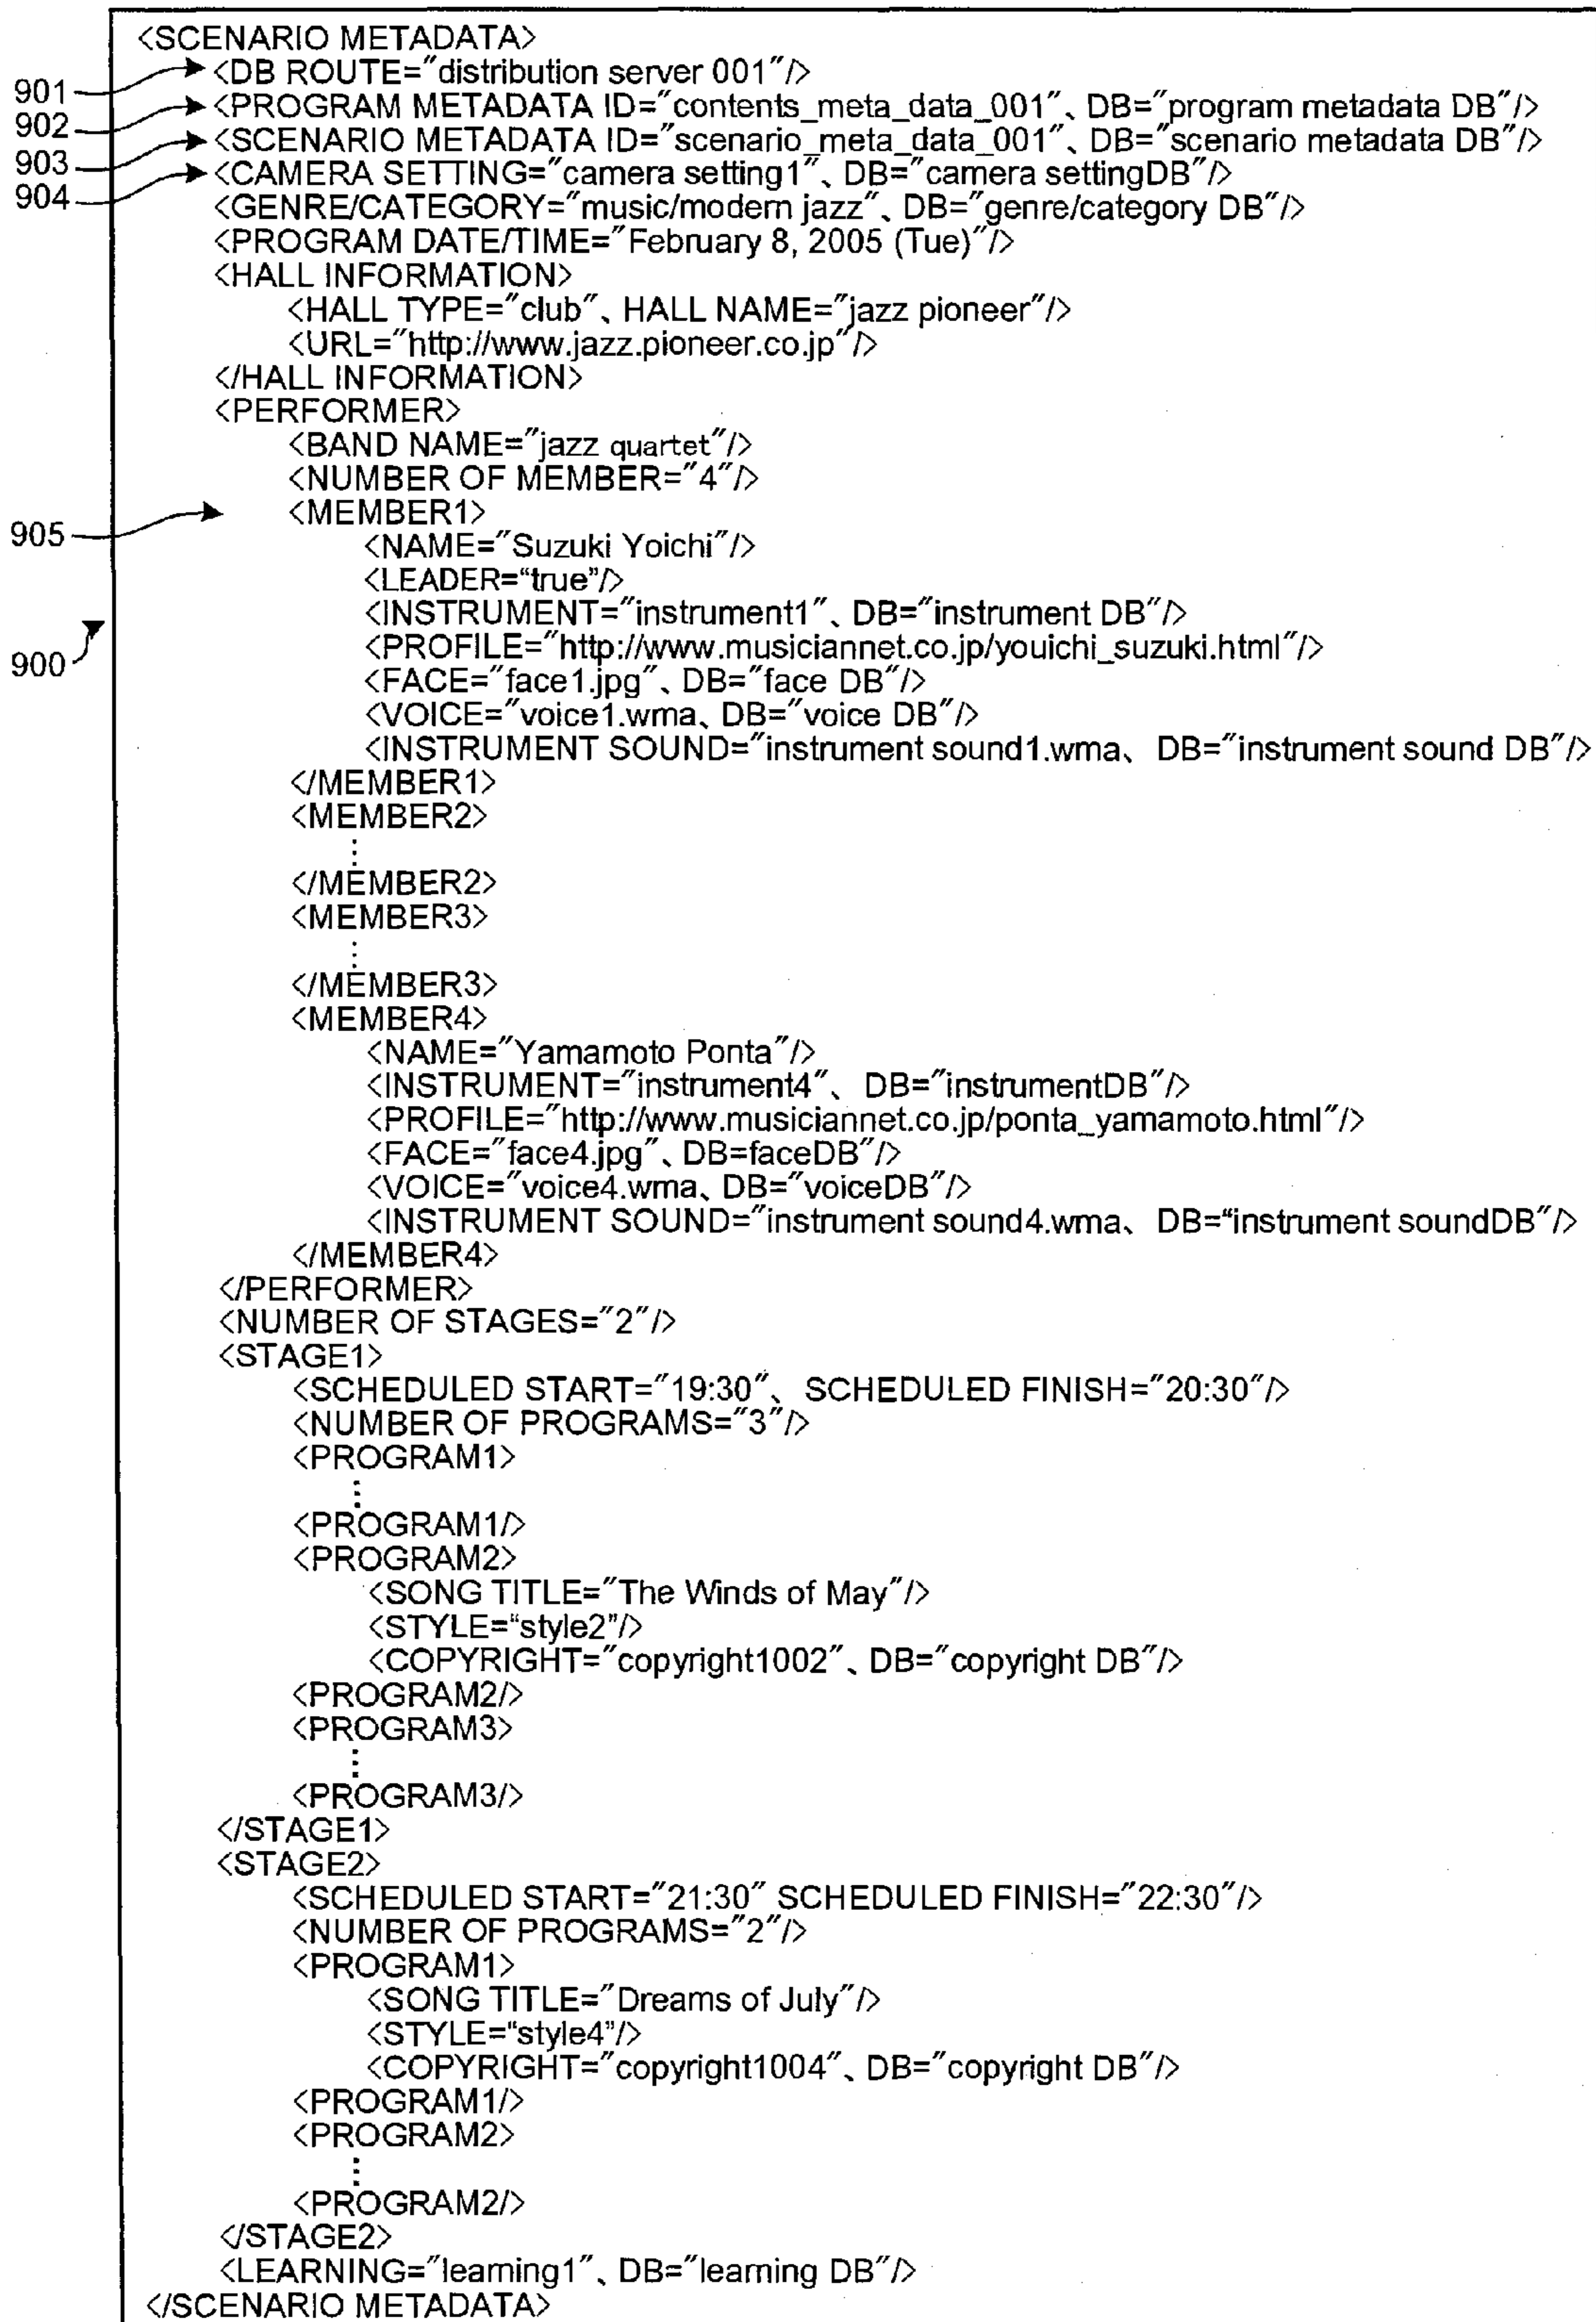 <SCENARIO METADATA>
901 <DB ROUTE="distribution server 001"/>
902 <PROGRAM METADATA ID="contents_meta_data_001"、DB="program metadata DB"/>
903 <SCENARIO METADATA ID="scenario_meta_data_001"、DB="scenario metadata DB"/>
904 <CAMERA SETTING="camera setting1"、DB="camera settingDB"/>
<GENRE/CATEGORY="music/modern jazz"、DB="genre/category DB"/>
<PROGRAM DATE/TIME="February 8, 2005 (Tue)"/>
<HALL INFORMATION>
<HALL TYPE="club"、HALL NAME="jazz pioneer"/>
<URL="http://www.jazz.pioneer.co.jp"/>
</HALL INFORMATION>
<PERFORMER>
<BAND NAME="jazz quartet"/>
<NUMBER OF MEMBER="4"/>
905 <MEMBER1>
<NAME="Suzuki Yoichi"/>
<LEADER="true"/>
<INSTRUMENT="instrument1"、DB="instrument DB"/>
900 <PROFILE="http://www.musiciannet.co.jp/youichi_suzuki.html"/>
<FACE="face1.jpg"、DB="face DB"/>
<VOICE="voice1.wma、DB="voice DB"/>
<INSTRUMENT SOUND="instrument sound1.wma、 DB="instrument sound DB"/>
</MEMBER1>
<MEMBER2>
⋮
</MEMBER2>
<MEMBER3>
⋮
</MEMBER3>
<MEMBER4>
<NAME="Yamamoto Ponta"/>
<INSTRUMENT="instrument4"、 DB="instrumentDB"/>
<PROFILE="http://www.musiciannet.co.jp/ponta_yamamoto.html"/>
<FACE="face4.jpg"、DB=faceDB"/>
<VOICE="voice4.wma、DB="voiceDB"/>
<INSTRUMENT SOUND="instrument sound4.wma、 DB="instrument soundDB"/>
</MEMBER4>
</PERFORMER>
<NUMBER OF STAGES="2"/>
<STAGE1>
<SCHEDULED START="19:30"、 SCHEDULED FINISH="20:30"/>
<NUMBER OF PROGRAMS="3"/>
<PROGRAM1>
⋮
<PROGRAM1/>
<PROGRAM2>
<SONG TITLE="The Winds of May"/>
<STYLE="style2"/>
<COPYRIGHT="copyright1002"、DB="copyright DB"/>
<PROGRAM2/>
<PROGRAM3>
⋮
<PROGRAM3/>
</STAGE1>
<STAGE2>
<SCHEDULED START="21:30" SCHEDULED FINISH="22:30"/>
<NUMBER OF PROGRAMS="2"/>
<PROGRAM1>
<SONG TITLE="Dreams of July"/>
<STYLE="style4"/>
<COPYRIGHT="copyright1004"、DB="copyright DB"/>
<PROGRAM1/>
<PROGRAM2>
⋮
<PROGRAM2/>
</STAGE2>
<LEARNING="learning1"、DB="learning DB"/>
</SCENARIO METADATA>